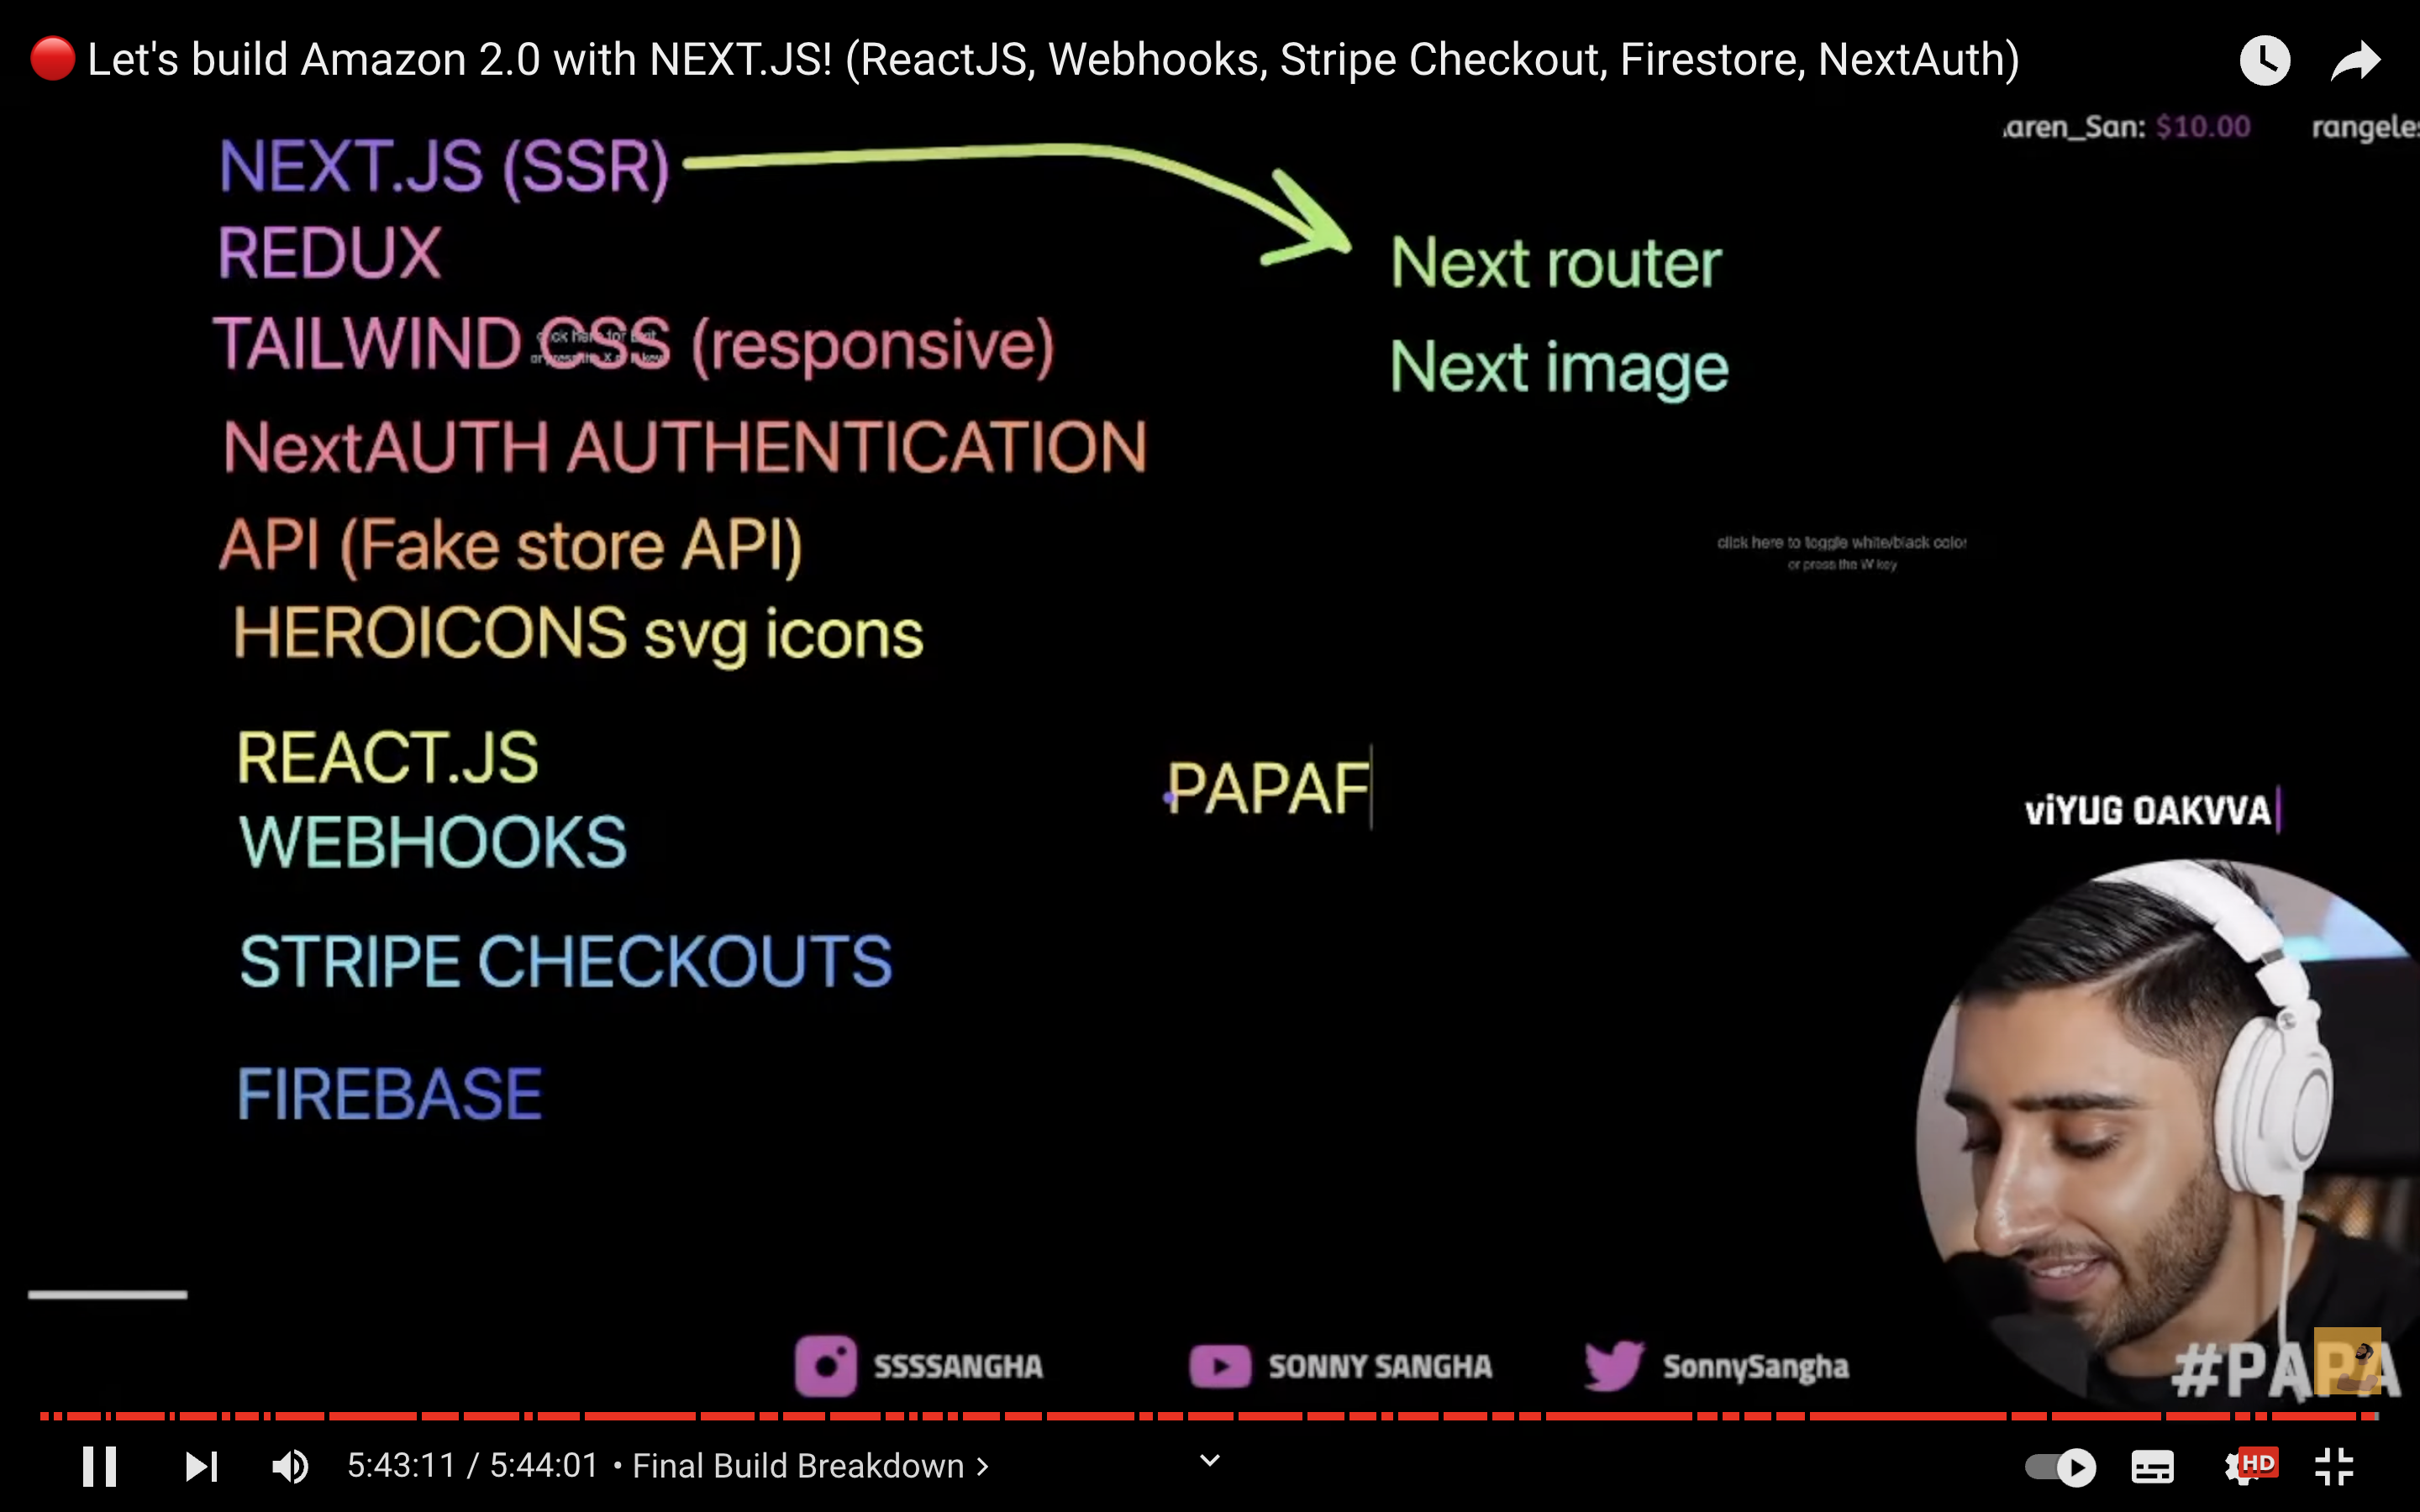 Let's build Amazon 2.0 with NEXT.JS! (ReactJS, Webhooks, Stripe Checkout, Firestore, NextAuth)
aren_San: $10.00 rangeles
NEXT.JS (SSR)
REDUX
Next router
TAILWIND CSS (responsive)
Next image
NextAUTH AUTHENTICATION
API (Fake store API)
click here to toggle white/black color
or press the W key
HEROICONS svg icons
REACT.JS
PAPAF
viYUG OAKVVA
WEBHOOKS
STRIPE CHECKOUTS
FIREBASE
SSSSANGHA SONNY SANGHA SonnySangha
#PAPA
5:43:11 / 5:44:01 • Final Build Breakdown >
HD